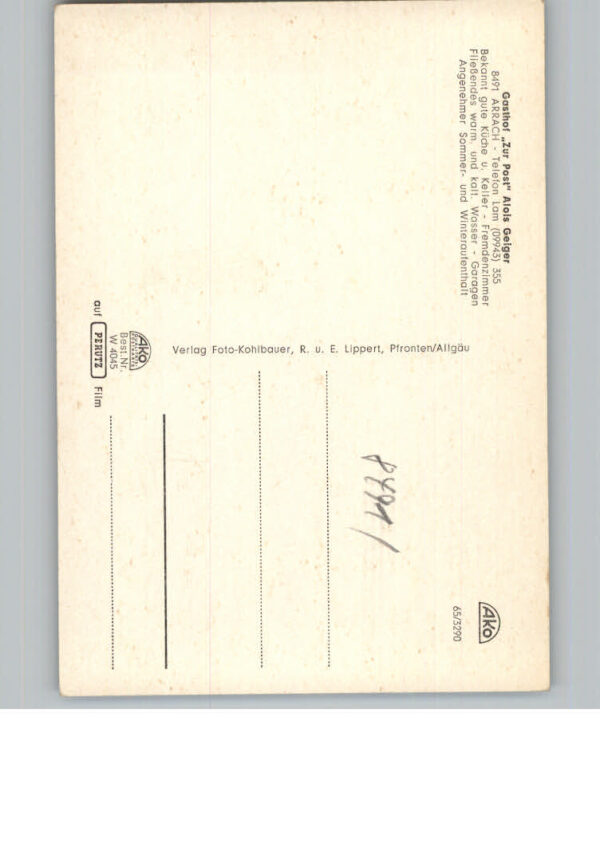 Gasthof „Zur Post" Alois Geiger
8491 ARRACH - Telefon Lam (09943) 355
Bekannt gute Küche u. Keller - Fremdenzimmer
Fließendes warm. und kalt. Wasser - Garagen
Angenehmer Sommer- und Winteraufenthalt
Verlag Foto-Kohlbauer, R. u. E. Lippert, Pfronten/Allgäu
AKO
Best.Nr.
W 4045
auf PERUTZ Film
8491/
AKO
65/3290